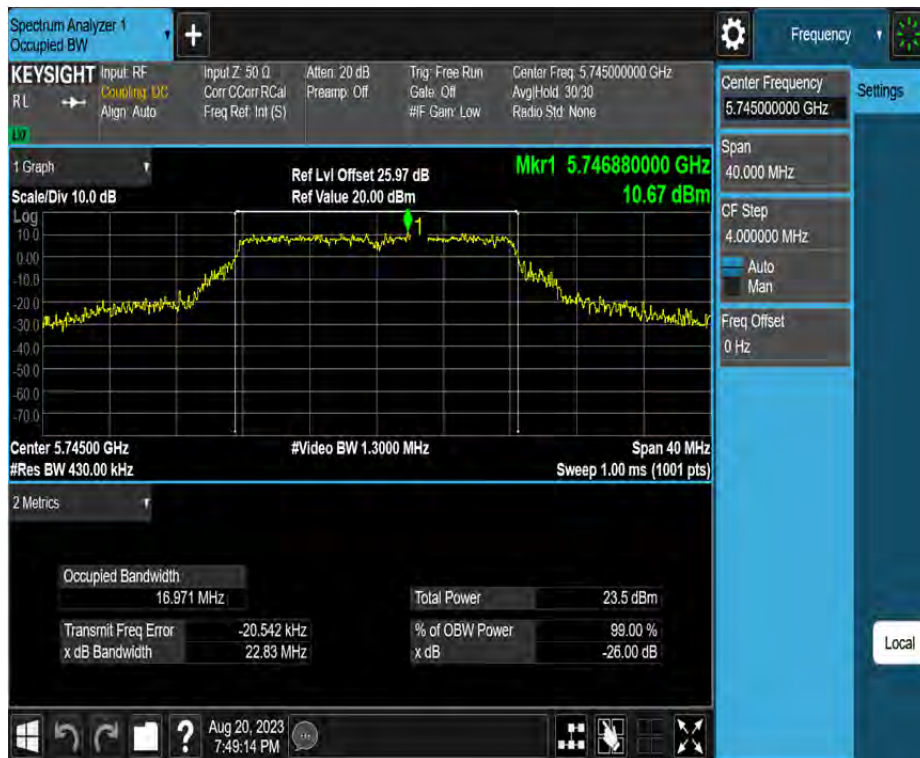 Spectrum Analyzer 1
Occupied BW
Frequency
KEYSIGHT
Input: RF
Input Z: 50 Ω
Atten: 20 dB
Trig: Free Run
Center Freq: 5.745000000 GHz
RL
Coupling: DC
Corr CCorr RCal
Preamp: Off
Gate: Off
Avg|Hold: 30/30
Align: Auto
Freq Ref: Int (S)
#IF Gain: Low
Radio Std: None
Center Frequency
5.745000000 GHz
Settings
Span
40.000 MHz
CF Step
4.000000 MHz
Auto
Man
Freq Offset
0 Hz
1 Graph
Ref Lvl Offset 25.97 dB
Mkr1 5.746880000 GHz
Scale/Div 10.0 dB
Ref Value 20.00 dBm
10.67 dBm
Log
10.0
0.00
-10.0
-20.0
-30.0
-40.0
-50.0
-60.0
-70.0
1
Center 5.74500 GHz
#Video BW 1.3000 MHz
Span 40 MHz
#Res BW 430.00 kHz
Sweep 1.00 ms (1001 pts)
2 Metrics
Occupied Bandwidth
16.971 MHz
Total Power
23.5 dBm
Transmit Freq Error
-20.542 kHz
% of OBW Power
99.00 %
x dB Bandwidth
22.83 MHz
x dB
-26.00 dB
Local
?
Aug 20, 2023
7:49:14 PM